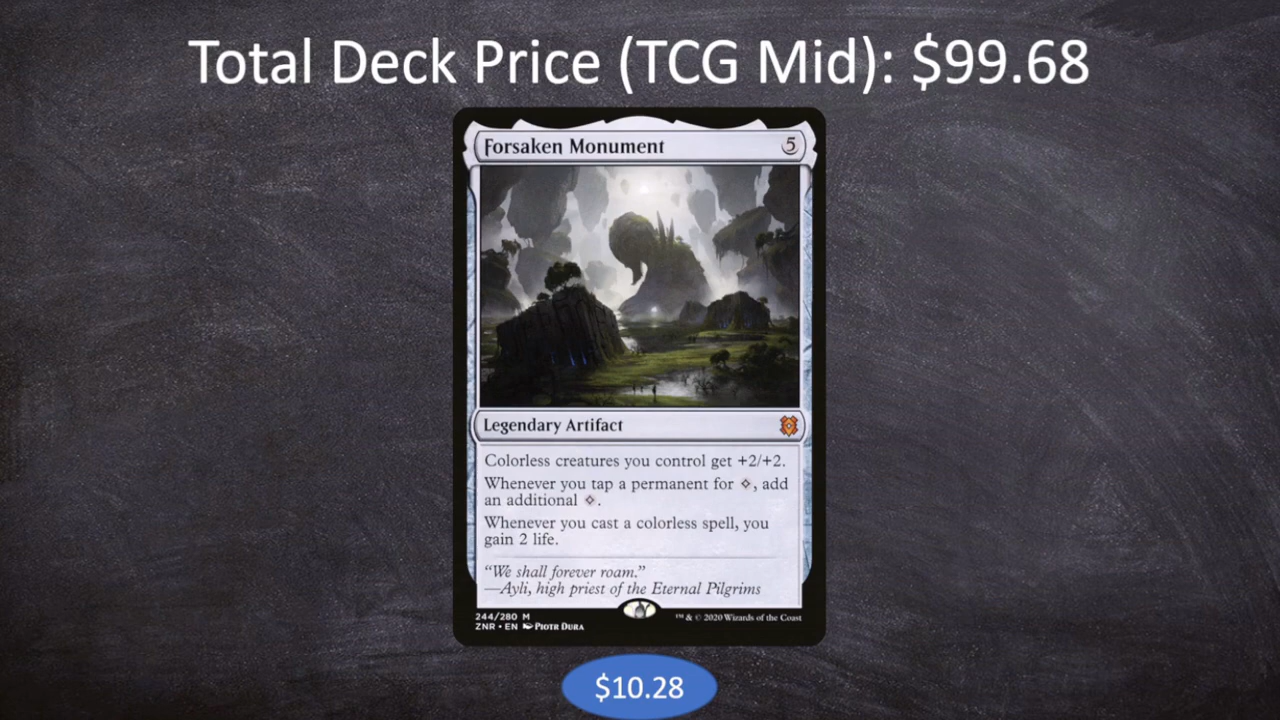 Total Deck Price (TCG Mid): $99.68
Forsaken Monument 5
Legendary Artifact
Colorless creatures you control get +2/+2.
Whenever you tap a permanent for ◇, add
an additional ◇.
Whenever you cast a colorless spell, you
gain 2 life.
“We shall forever roam.”
—Ayli, high priest of the Eternal Pilgrims
244/280 M
ZNR • EN Piotr Dura
™ & © 2020 Wizards of the Coast
$10.28